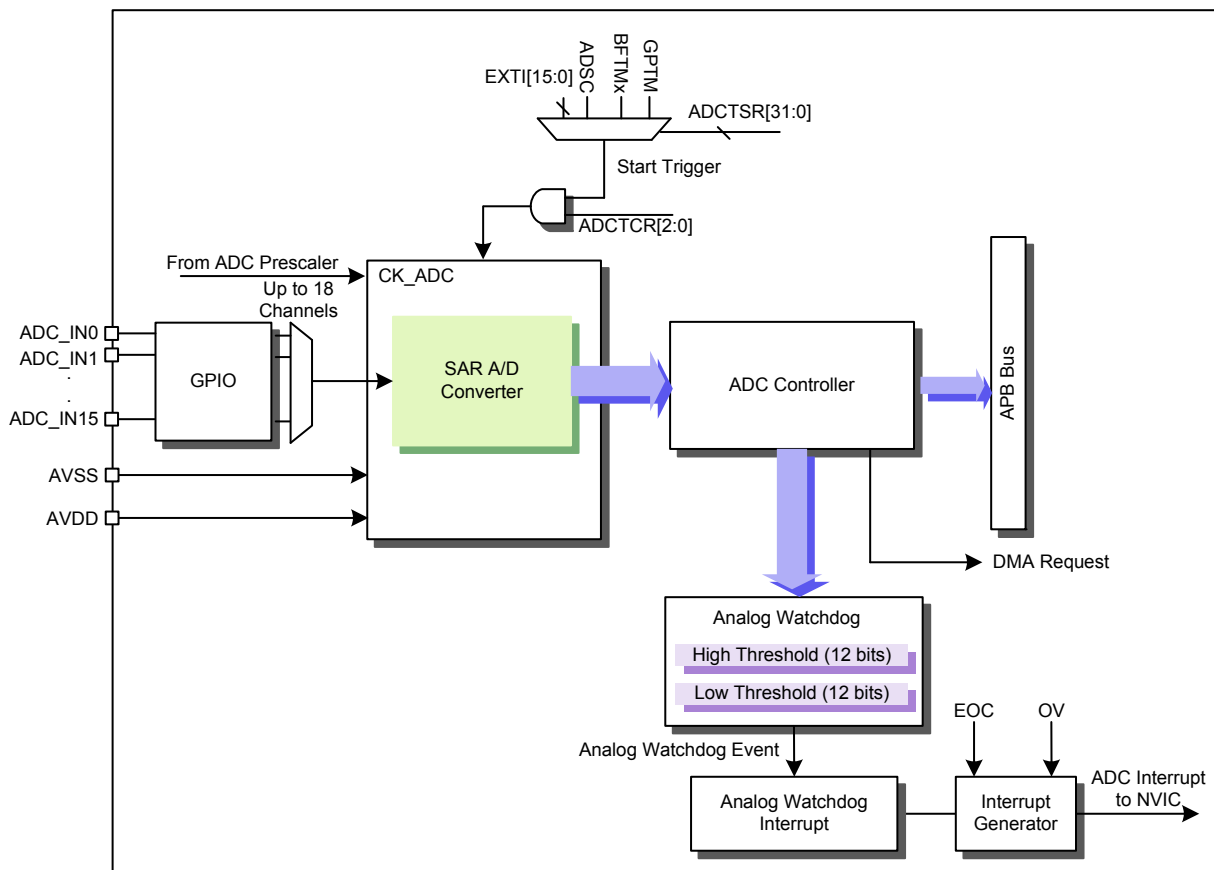 EXTI[15:0]
ADSC
BFTMx
GPTM
ADCTSR[31:0]
Start Trigger
ADCTCR[2:0]
From ADC Prescaler
CK_ADC
Up to 18
Channels
ADC_IN0
ADC_IN1
.
.
ADC_IN15
GPIO
SAR A/D
Converter
ADC Controller
APB Bus
AVSS
AVDD
DMA Request
Analog Watchdog
High Threshold (12 bits)
Low Threshold (12 bits)
Analog Watchdog Event
EOC
OV
Analog Watchdog
Interrupt
Interrupt
Generator
ADC Interrupt
to NVIC